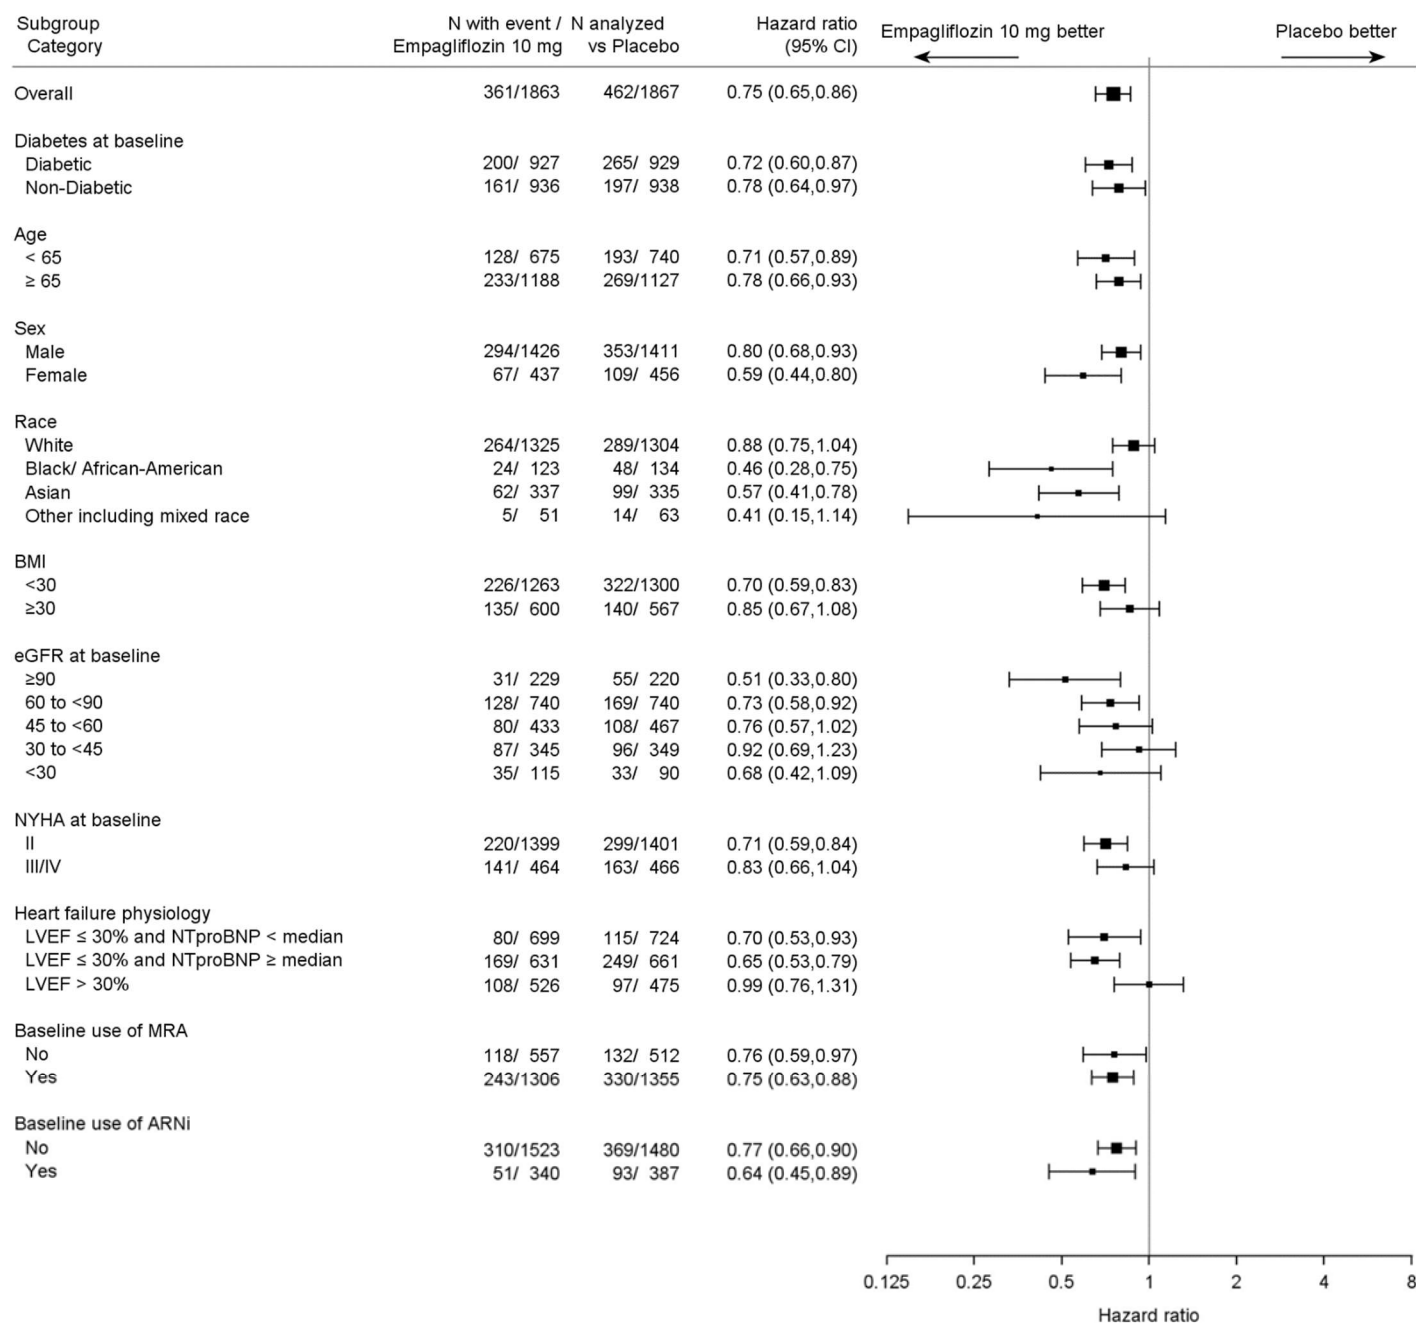 Subgroup N with event / N analyzed Hazard ratio Empagliflozin 10 mg better Placebo better
Category Empagliflozin 10 mg vs Placebo (95% CI)
Overall 361/1863 462/1867 0.75 (0.65,0.86)
Diabetes at baseline
Diabetic 200/ 927 265/ 929 0.72 (0.60,0.87)
Non-Diabetic 161/ 936 197/ 938 0.78 (0.64,0.97)
Age
< 65 128/ 675 193/ 740 0.71 (0.57,0.89)
≥ 65 233/1188 269/1127 0.78 (0.66,0.93)
Sex
Male 294/1426 353/1411 0.80 (0.68,0.93)
Female 67/ 437 109/ 456 0.59 (0.44,0.80)
Race
White 264/1325 289/1304 0.88 (0.75,1.04)
Black/ African-American 24/ 123 48/ 134 0.46 (0.28,0.75)
Asian 62/ 337 99/ 335 0.57 (0.41,0.78)
Other including mixed race 5/ 51 14/ 63 0.41 (0.15,1.14)
BMI
<30 226/1263 322/1300 0.70 (0.59,0.83)
≥30 135/ 600 140/ 567 0.85 (0.67,1.08)
eGFR at baseline
≥90 31/ 229 55/ 220 0.51 (0.33,0.80)
60 to <90 128/ 740 169/ 740 0.73 (0.58,0.92)
45 to <60 80/ 433 108/ 467 0.76 (0.57,1.02)
30 to <45 87/ 345 96/ 349 0.92 (0.69,1.23)
<30 35/ 115 33/ 90 0.68 (0.42,1.09)
NYHA at baseline
II 220/1399 299/1401 0.71 (0.59,0.84)
III/IV 141/ 464 163/ 466 0.83 (0.66,1.04)
Heart failure physiology
LVEF ≤ 30% and NTproBNP < median 80/ 699 115/ 724 0.70 (0.53,0.93)
LVEF ≤ 30% and NTproBNP ≥ median 169/ 631 249/ 661 0.65 (0.53,0.79)
LVEF > 30% 108/ 526 97/ 475 0.99 (0.76,1.31)
Baseline use of MRA
No 118/ 557 132/ 512 0.76 (0.59,0.97)
Yes 243/1306 330/1355 0.75 (0.63,0.88)
Baseline use of ARNi
No 310/1523 369/1480 0.77 (0.66,0.90)
Yes 51/ 340 93/ 387 0.64 (0.45,0.89)
0.125 0.25 0.5 1 2 4 8
Hazard ratio